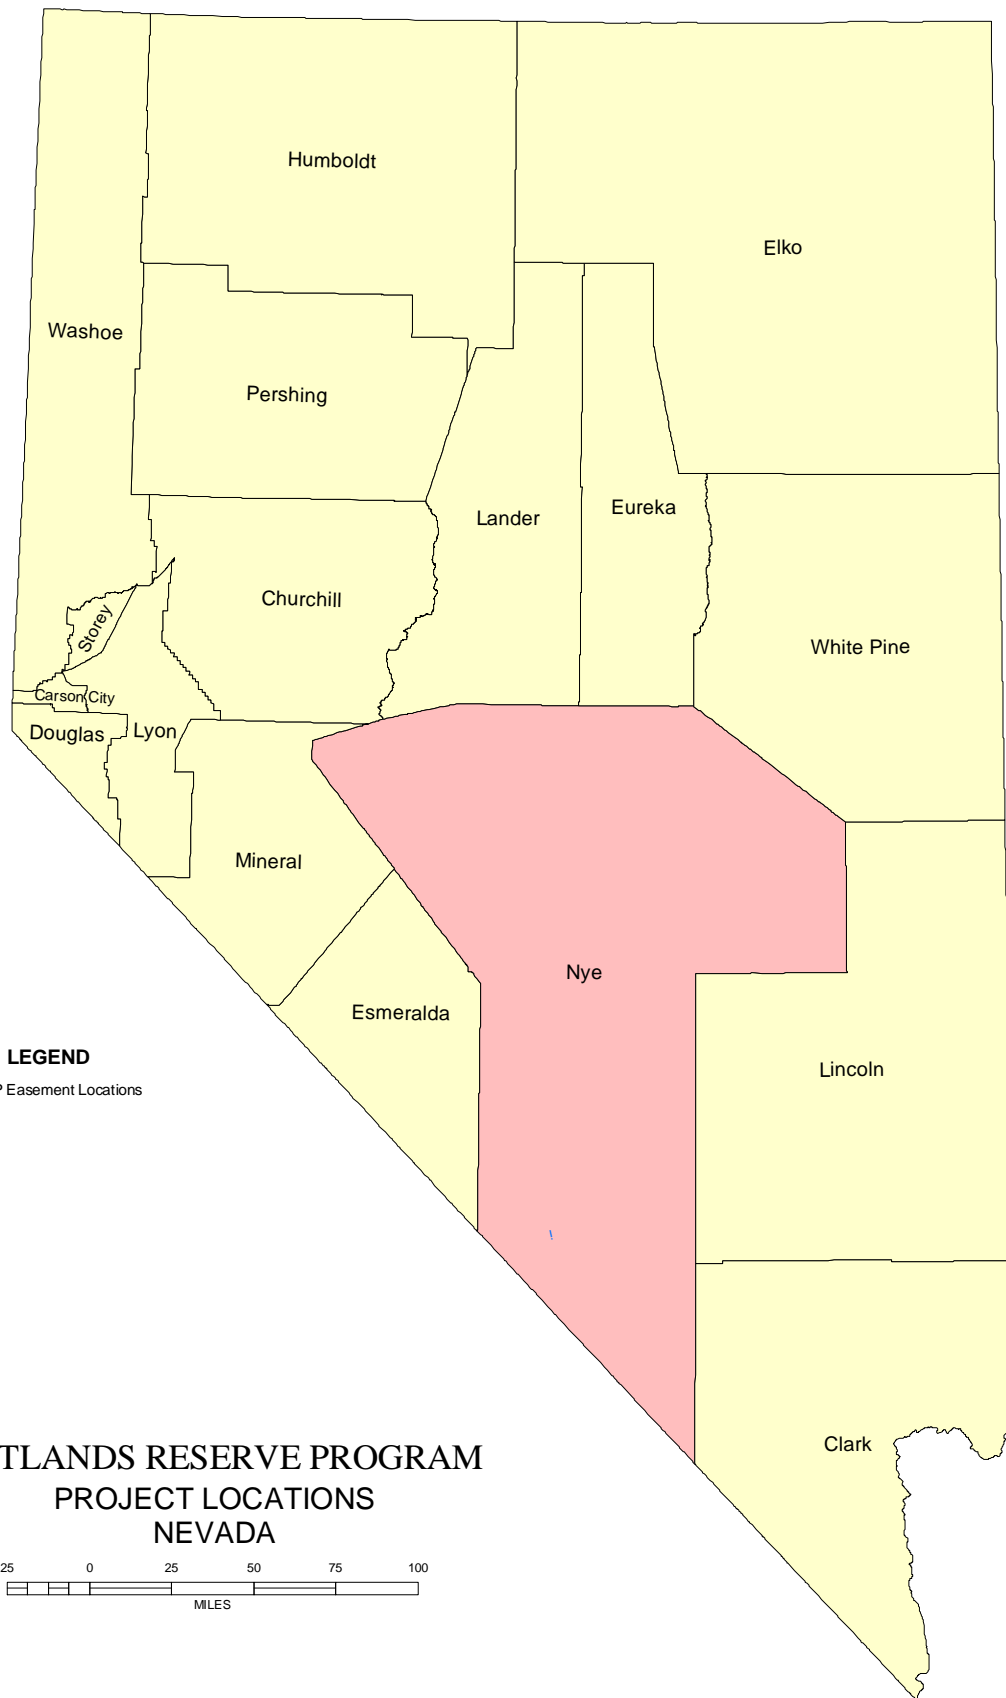 Humboldt
Elko
Washoe
Pershing
Lander
Eureka
Churchill
Storey
White Pine
Carson City
Douglas
Lyon
Mineral
Nye
Esmeralda
LEGEND
Easement Locations
Lincoln
Clark
TLANDS RESERVE PROGRAM
PROJECT LOCATIONS
NEVADA
25 0 25 50 75 100
MILES